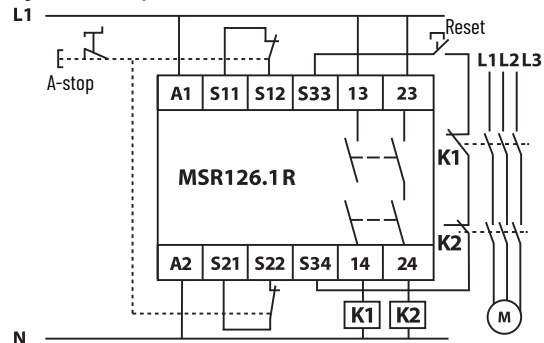 L1
Reset
A-stop
L1 L2 L3
A1 S11 S12 S33 13 23
K1
MSR126.1R
K2
A2 S21 S22 S34 14 24
K1 K2
M
N